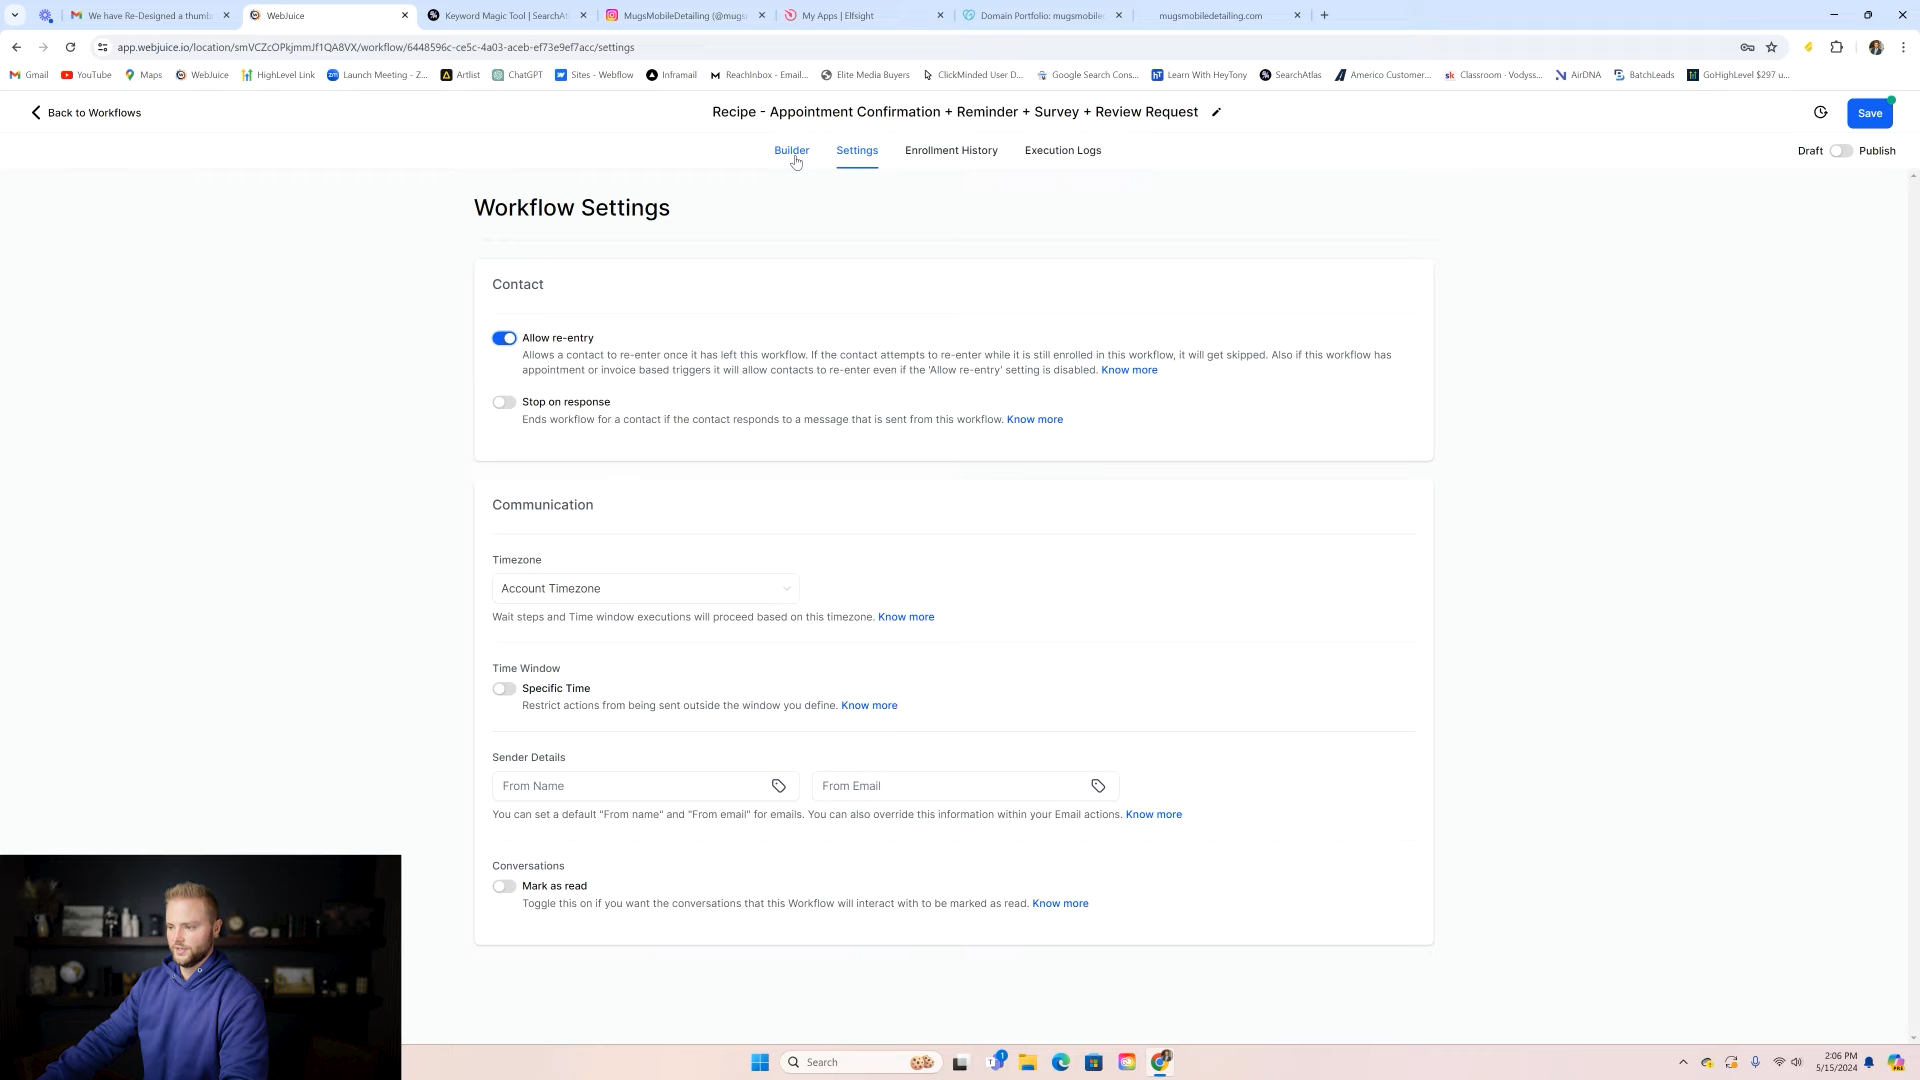 We have Re-Designed a thumb
WebJuice
Keyword Magic Tool | SearchAt
MugsMobileDetailing (@mugs
My Apps | Elfsight
Domain Portfolio: mugsmobile
mugsmobiledetailing.com
app.webjuice.io/location/smVCZcOPkjmmJf1QA8VX/workflow/6448596c-ce5c-4a03-aceb-ef73e9ef7acc/settings
Gmail
YouTube
Maps
WebJuice
HighLevel Link
Launch Meeting - Z...
Artlist
ChatGPT
Sites - Webflow
Inframail
ReachInbox - Email...
Elite Media Buyers
ClickMinded User D...
Google Search Cons...
Learn With HeyTony
SearchAtlas
Americo Customer...
Classroom · Vodyss...
AirDNA
BatchLeads
GoHighLevel $297 u...
Back to Workflows
Recipe - Appointment Confirmation + Reminder + Survey + Review Request
Save
Builder
Settings
Enrollment History
Execution Logs
Draft
Publish
Workflow Settings
Contact
Allow re-entry
Allows a contact to re-enter once it has left this workflow. If the contact attempts to re-enter while it is still enrolled in this workflow, it will get skipped. Also if this workflow has
appointment or invoice based triggers it will allow contacts to re-enter even if the 'Allow re-entry' setting is disabled. Know more
Stop on response
Ends workflow for a contact if the contact responds to a message that is sent from this workflow. Know more
Communication
Timezone
Account Timezone
Wait steps and Time window executions will proceed based on this timezone. Know more
Time Window
Specific Time
Restrict actions from being sent outside the window you define. Know more
Sender Details
From Name
From Email
You can set a default "From name" and "From email" for emails. You can also override this information within your Email actions. Know more
Conversations
Mark as read
Toggle this on if you want the conversations that this Workflow will interact with to be marked as read. Know more
Search
1
2:06 PM
5/15/2024